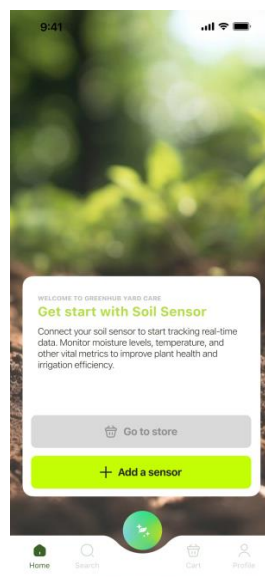 9:41
WELCOME TO GREENHUB YARD CARE
Get start with Soil Sensor
Connect your soil sensor to start tracking real-time
data. Monitor moisture levels, temperature, and
other vital metrics to improve plant health and
irrigation efficiency.
Go to store
Add a sensor
Home Search Cart Profile